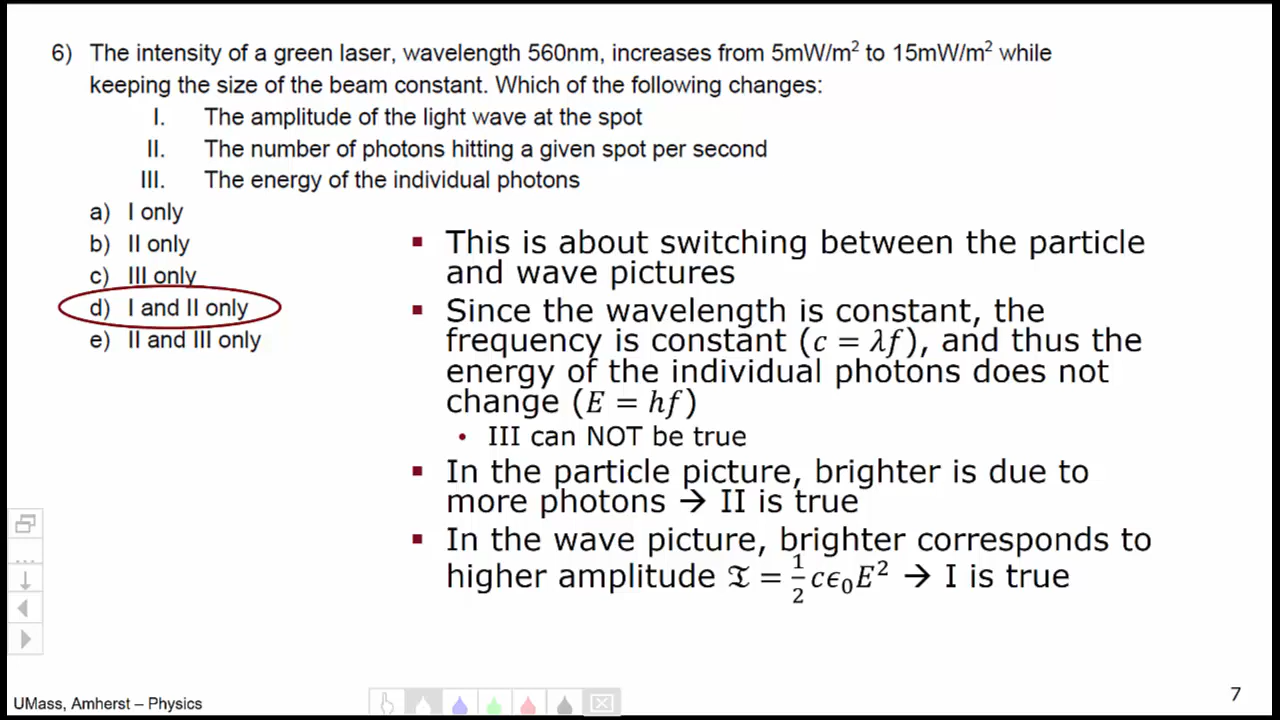 6) The intensity of a green laser, wavelength 560nm, increases from 5mW/m² to 15mW/m² while
keeping the size of the beam constant. Which of the following changes:
I. The amplitude of the light wave at the spot
II. The number of photons hitting a given spot per second
III. The energy of the individual photons
a) I only
b) II only
c) III only
d) I and II only
e) II and III only
▪ This is about switching between the particle
and wave pictures
▪ Since the wavelength is constant, the
frequency is constant (c = λf), and thus the
energy of the individual photons does not
change (E = hf)
• III can NOT be true
▪ In the particle picture, brighter is due to
more photons → II is true
▪ In the wave picture, brighter corresponds to
higher amplitude 𝔗 = 1/2 cϵ₀E² → I is true
UMass, Amherst – Physics
7